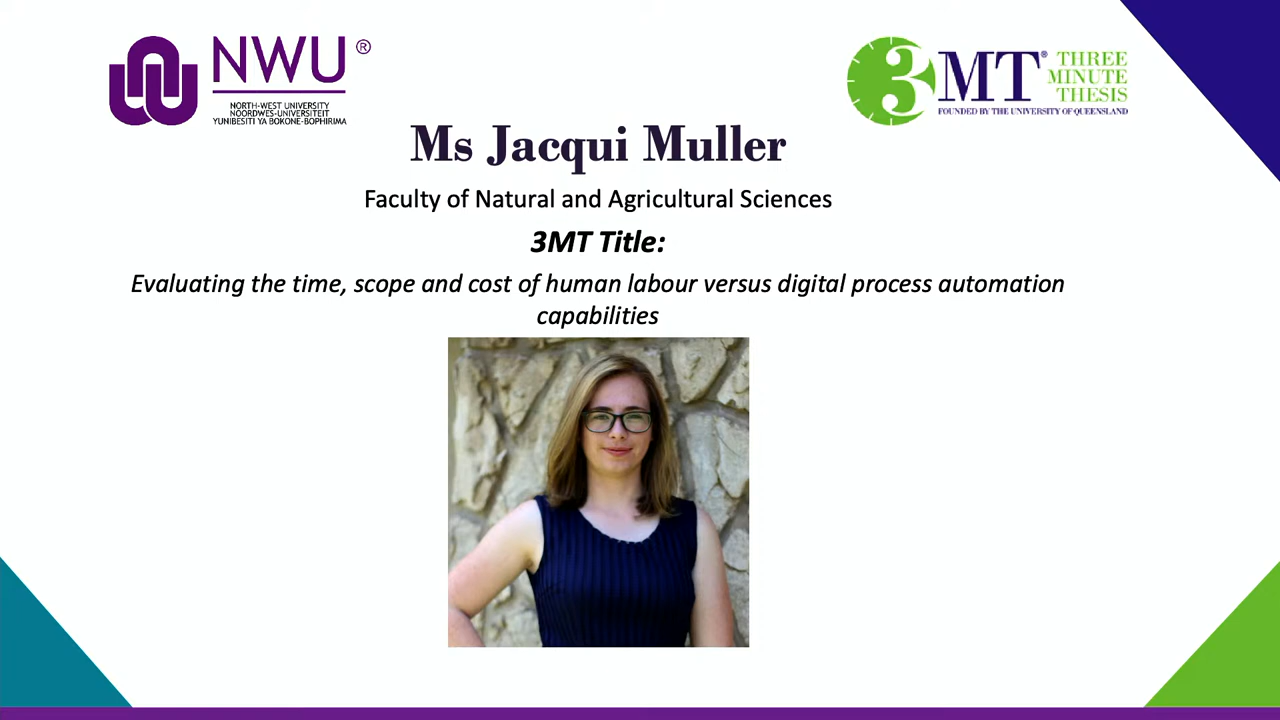 NWU®
NORTH-WEST UNIVERSITY
NOORDWES-UNIVERSITEIT
YUNIBESITI YA BOKONE-BOPHIRIMA
3MT® THREE
MINUTE
THESIS
FOUNDED BY THE UNIVERSITY OF QUEENSLAND
Ms Jacqui Muller
Faculty of Natural and Agricultural Sciences
3MT Title:
Evaluating the time, scope and cost of human labour versus digital process automation
capabilities